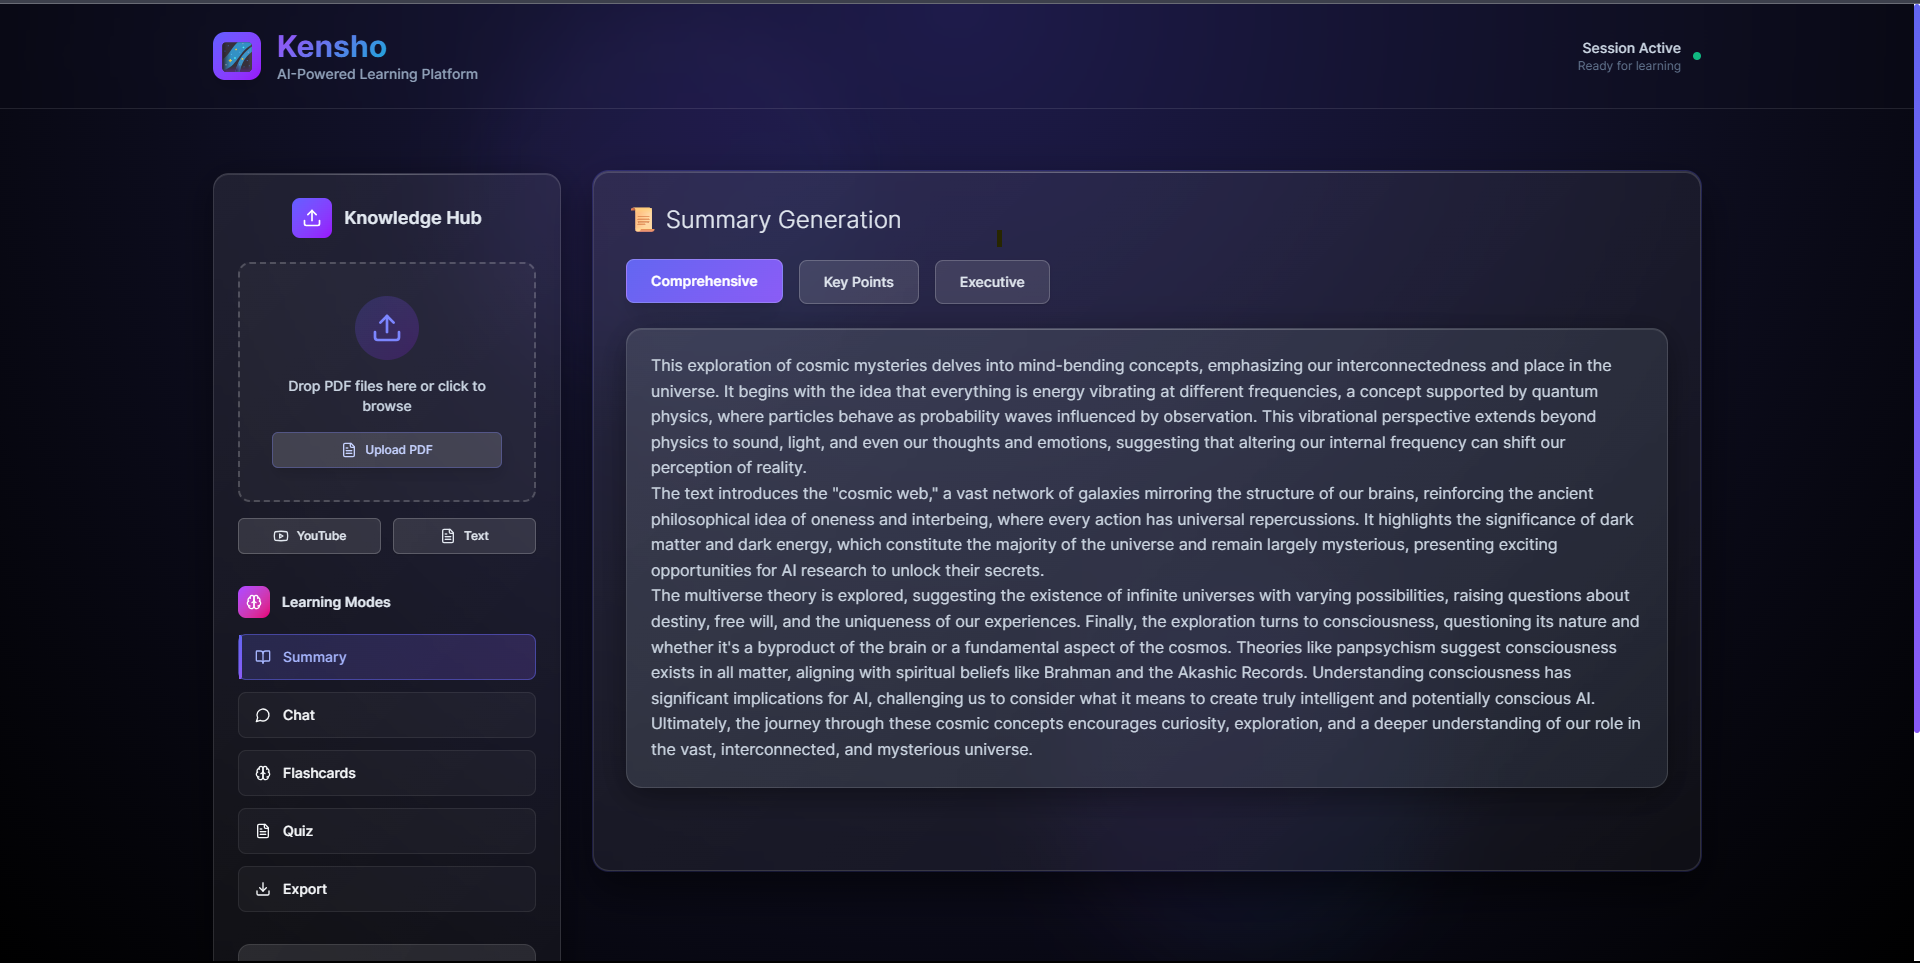 Kensho
AI-Powered Learning Platform
Session Active
Ready for learning
Knowledge Hub
Drop PDF files here or click to
browse
Upload PDF
YouTube
Text
Learning Modes
Summary
Chat
Flashcards
Quiz
Export
Summary Generation
Comprehensive
Key Points
Executive
This exploration of cosmic mysteries delves into mind-bending concepts, emphasizing our interconnectedness and place in the
universe. It begins with the idea that everything is energy vibrating at different frequencies, a concept supported by quantum
physics, where particles behave as probability waves influenced by observation. This vibrational perspective extends beyond
physics to sound, light, and even our thoughts and emotions, suggesting that altering our internal frequency can shift our
perception of reality.
The text introduces the "cosmic web," a vast network of galaxies mirroring the structure of our brains, reinforcing the ancient
philosophical idea of oneness and interbeing, where every action has universal repercussions. It highlights the significance of dark
matter and dark energy, which constitute the majority of the universe and remain largely mysterious, presenting exciting
opportunities for AI research to unlock their secrets.
The multiverse theory is explored, suggesting the existence of infinite universes with varying possibilities, raising questions about
destiny, free will, and the uniqueness of our experiences. Finally, the exploration turns to consciousness, questioning its nature and
whether it's a byproduct of the brain or a fundamental aspect of the cosmos. Theories like panpsychism suggest consciousness
exists in all matter, aligning with spiritual beliefs like Brahman and the Akashic Records. Understanding consciousness has
significant implications for AI, challenging us to consider what it means to create truly intelligent and potentially conscious AI.
Ultimately, the journey through these cosmic concepts encourages curiosity, exploration, and a deeper understanding of our role in
the vast, interconnected, and mysterious universe.